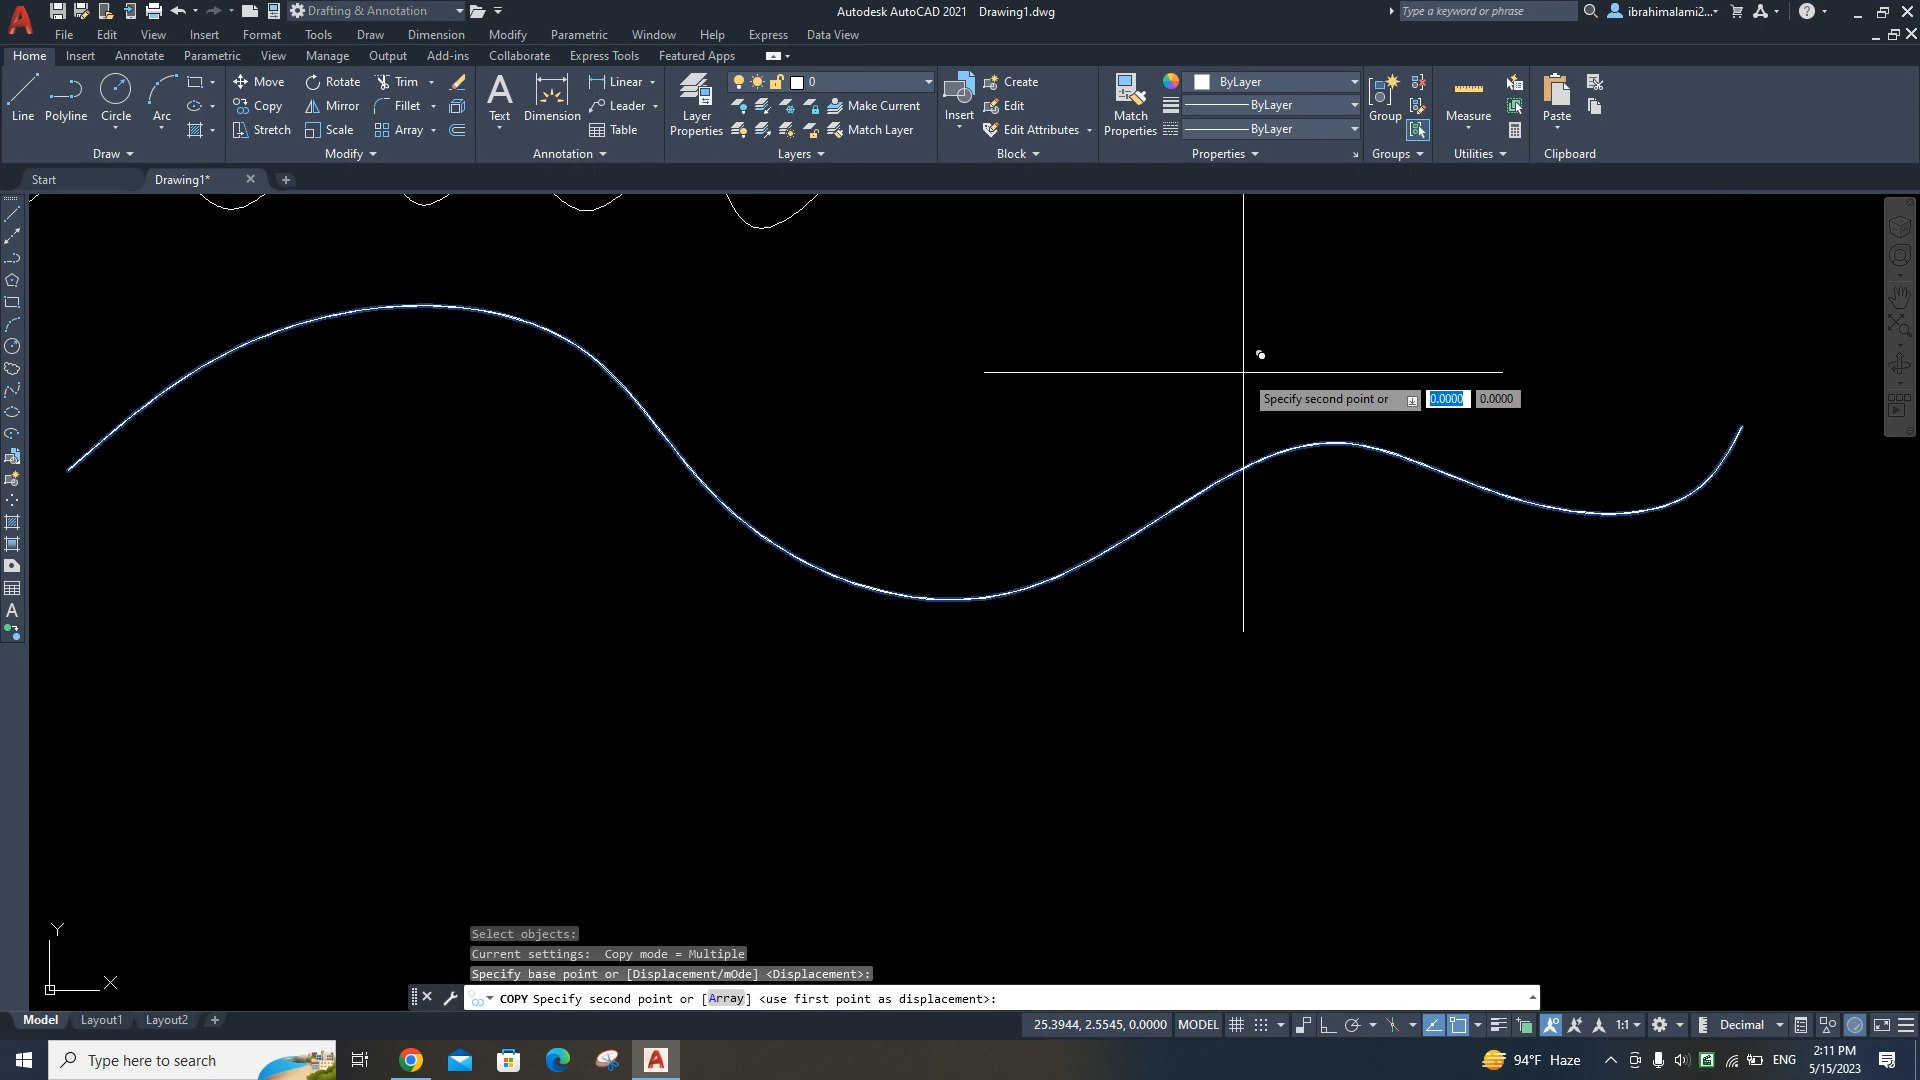 Drafting & Annotation
Autodesk AutoCAD 2021 Drawing1.dwg
Type a keyword or phrase
ibrahimalami2...
File Edit View Insert Format Tools Draw Dimension Modify Parametric Window Help Express Data View
Home Insert Annotate Parametric View Manage Output Add-ins Collaborate Express Tools Featured Apps
Line
Polyline
Circle
Arc
Draw
Move
Rotate
Trim
Copy
Mirror
Fillet
Stretch
Scale
Array
Modify
Text
Dimension
Linear
Leader
Table
Annotation
Layer
Properties
0
Make Current
Match Layer
Layers
Insert
Create
Edit
Edit Attributes
Block
Match
Properties
ByLayer
ByLayer
ByLayer
Properties
Group
Groups
Measure
Utilities
Paste
Clipboard
Start
Drawing1*
Specify second point or 0.0000 0.0000
Y
X
Select objects:
Current settings: Copy mode = Multiple
Specify base point or [Displacement/mOde] <Displacement>:
COPY Specify second point or [Array] <use first point as displacement>:
Model Layout1 Layout2
25.3944, 2.5545, 0.0000 MODEL
1:1
Decimal
Type here to search
94°F Haze
ENG
2:11 PM
5/15/2023